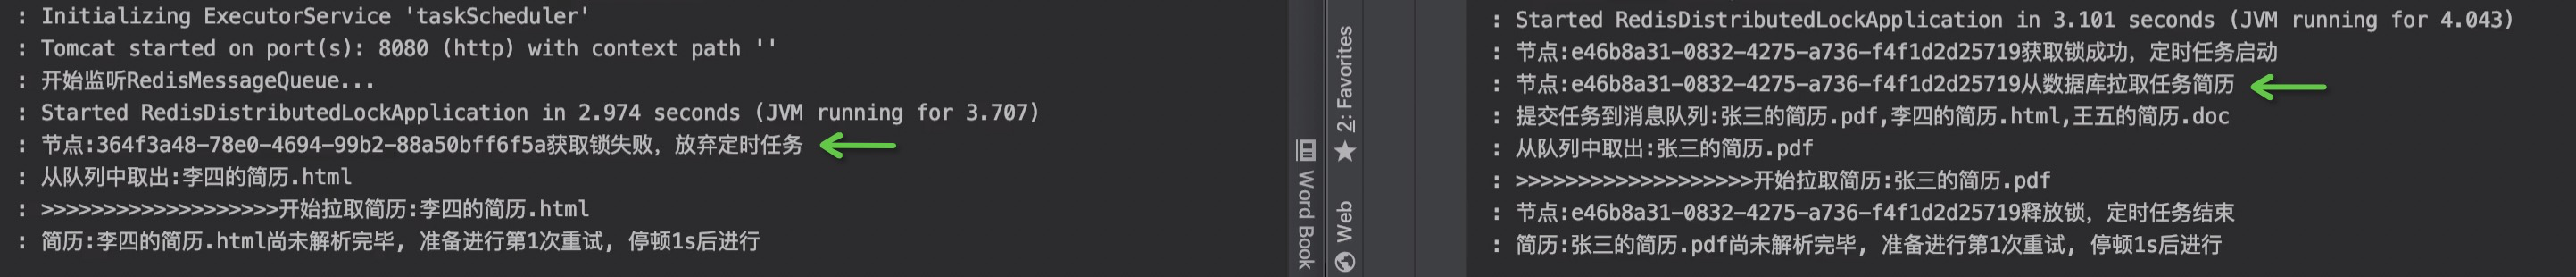 : Initializing ExecutorService 'taskScheduler'
: Tomcat started on port(s): 8080 (http) with context path ''
: 开始监听RedisMessageQueue...
: Started RedisDistributedLockApplication in 2.974 seconds (JVM running for 3.707)
: 节点:364f3a48-78e0-4694-99b2-88a50bff6f5a获取锁失败，放弃定时任务
: 从队列中取出:李四的简历.html
: >>>>>>>>>>>>>>>>>>>开始拉取简历:李四的简历.html
: 简历:李四的简历.html尚未解析完毕, 准备进行第1次重试, 停顿1s后进行
Word Book
2: Favorites
Web
: Started RedisDistributedLockApplication in 3.101 seconds (JVM running for 4.043)
: 节点:e46b8a31-0832-4275-a736-f4f1d2d25719获取锁成功，定时任务启动
: 节点:e46b8a31-0832-4275-a736-f4f1d2d25719从数据库拉取任务简历
: 提交任务到消息队列:张三的简历.pdf,李四的简历.html,王五的简历.doc
: 从队列中取出:张三的简历.pdf
: >>>>>>>>>>>>>>>>>>>开始拉取简历:张三的简历.pdf
: 节点:e46b8a31-0832-4275-a736-f4f1d2d25719释放锁，定时任务结束
: 简历:张三的简历.pdf尚未解析完毕, 准备进行第1次重试, 停顿1s后进行